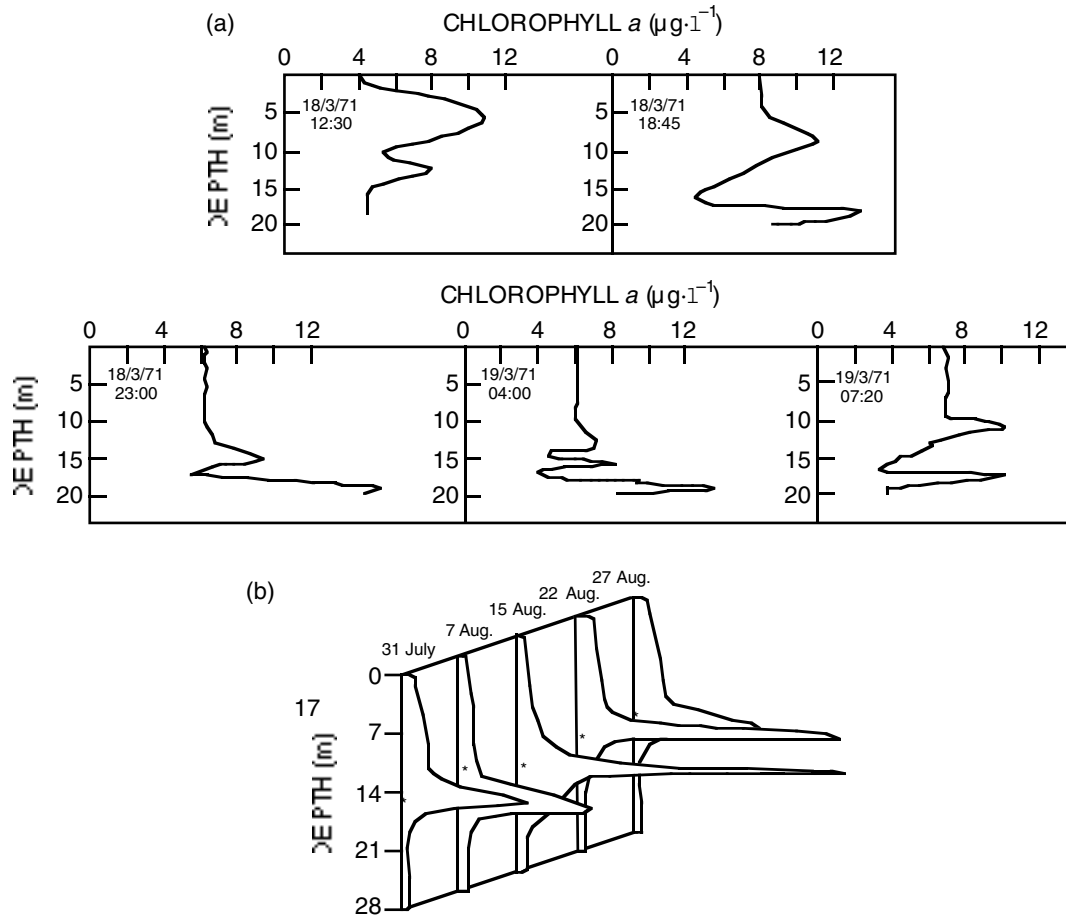 (a)
CHLOROPHYLL a (µg·l⁻¹)
0 4 8 12 0 4 8 12
18/3/71
12:30
18/3/71
18:45
DEPTH (m)
5
10
15
20
5
10
15
20
CHLOROPHYLL a (µg·l⁻¹)
0 4 8 12 0 4 8 12 0 4 8 12
18/3/71
23:00
19/3/71
04:00
19/3/71
07:20
DEPTH (m)
5
10
15
20
5
10
15
20
5
10
15
20
(b)
31 July
7 Aug.
15 Aug.
22 Aug.
27 Aug.
17
DEPTH (m)
0
7
14
21
28